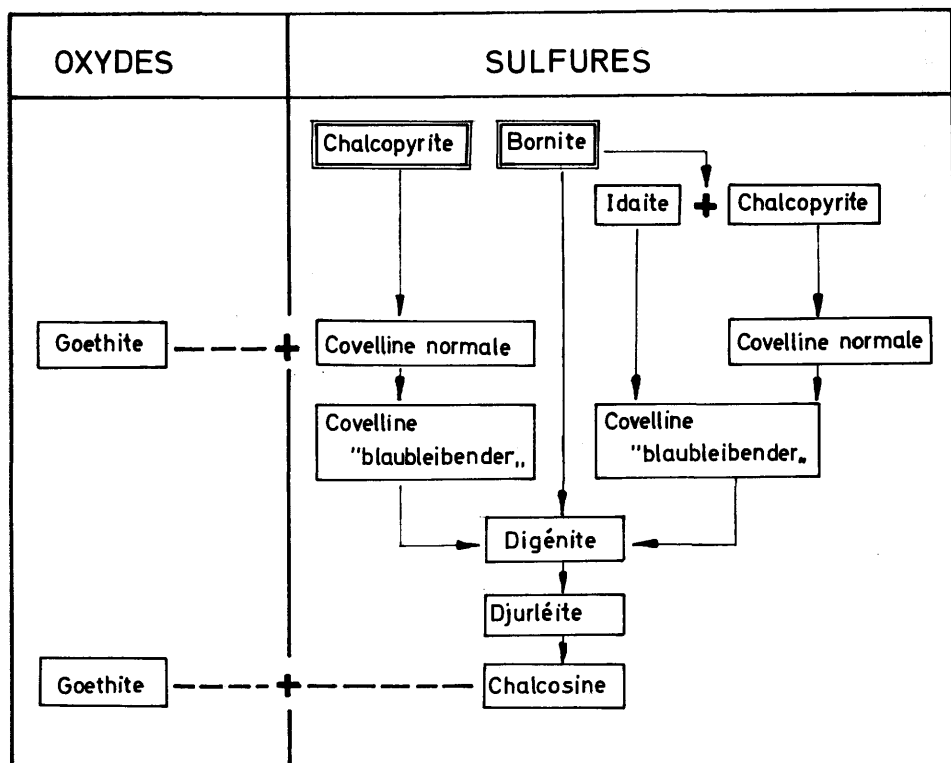 OXYDES
SULFURES
Chalcopyrite
Bornite
Idaite + Chalcopyrite
Goethite + Covelline normale
Covelline normale
Covelline
"blaubleibender„
Covelline
"blaubleibender„
Digénite
Djurléite
Goethite + Chalcosine